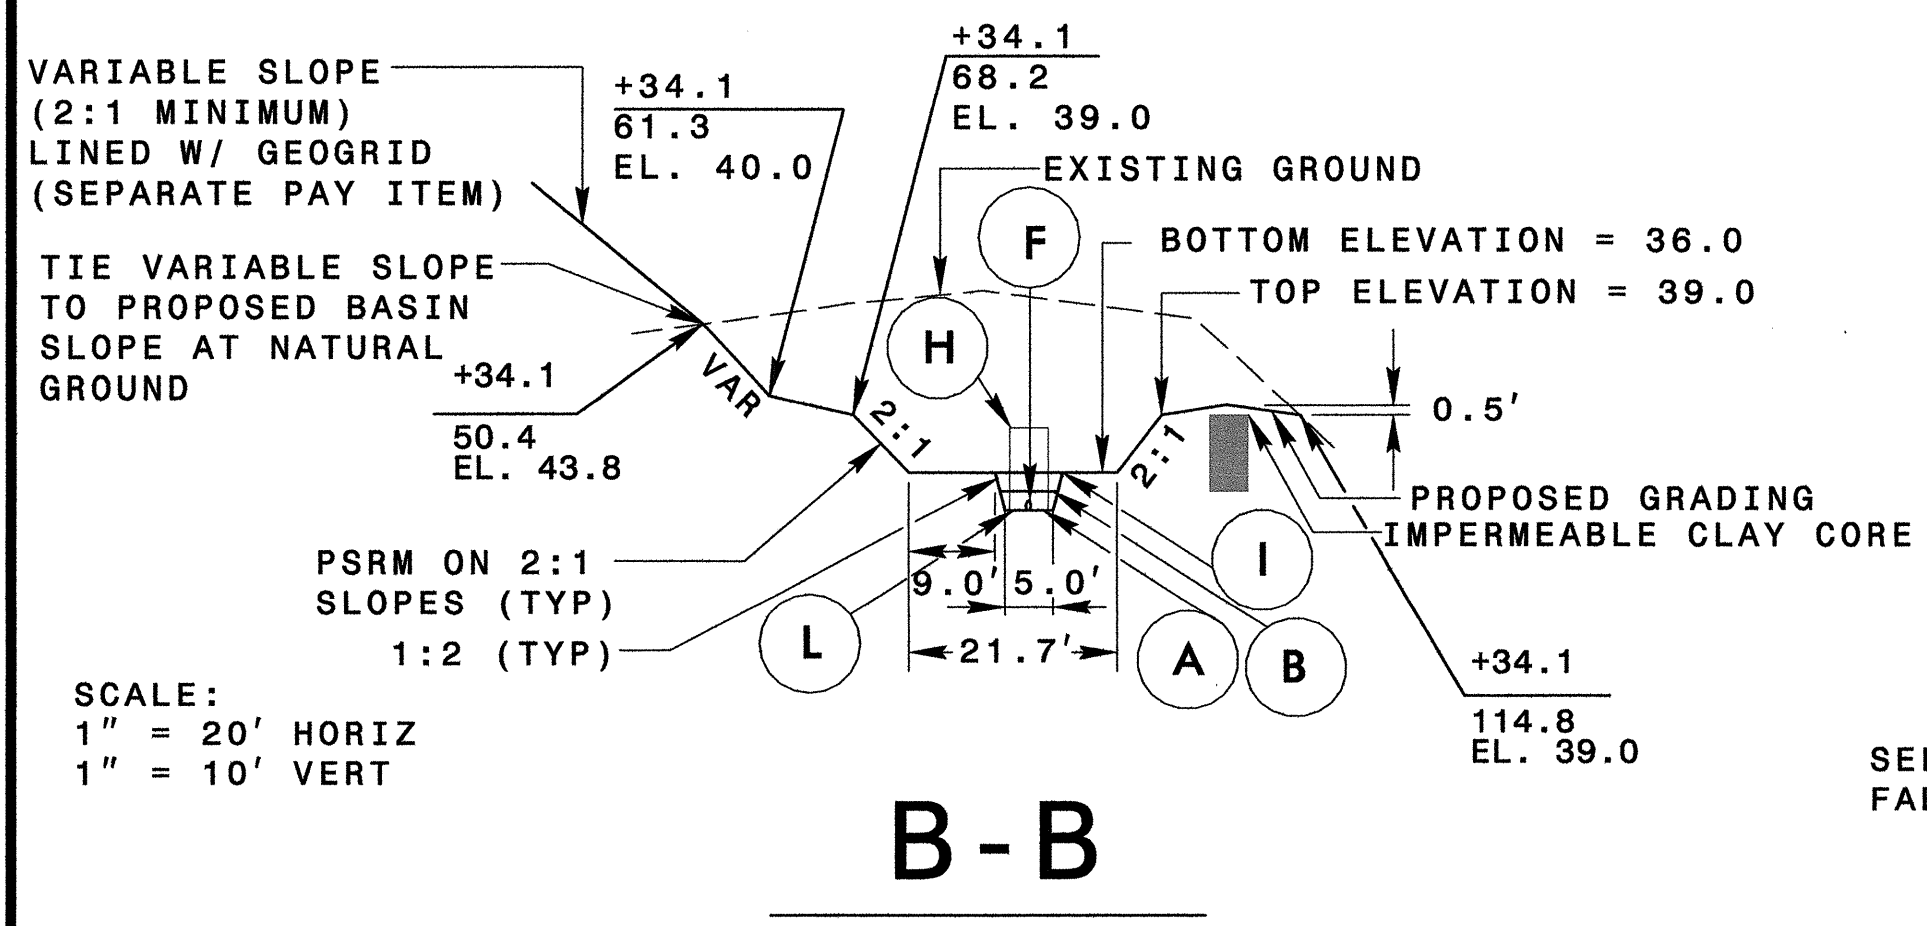 VARIABLE SLOPE
(2:1 MINIMUM)
LINED W/ GEOGRID
(SEPARATE PAY ITEM)
+34.1
61.3
EL. 40.0
+34.1
68.2
EL. 39.0
EXISTING GROUND
F
BOTTOM ELEVATION = 36.0
TOP ELEVATION = 39.0
TIE VARIABLE SLOPE
TO PROPOSED BASIN
SLOPE AT NATURAL
GROUND
+34.1
50.4
EL. 43.8
VAR
H
2:1
2:1
0.5'
PROPOSED GRADING
IMPERMEABLE CLAY CORE
PSRM ON 2:1
SLOPES (TYP)
1:2 (TYP)
9.0'
5.0'
21.7'
L
A
B
I
+34.1
114.8
EL. 39.0
SCALE:
1" = 20' HORIZ
1" = 10' VERT
B-B